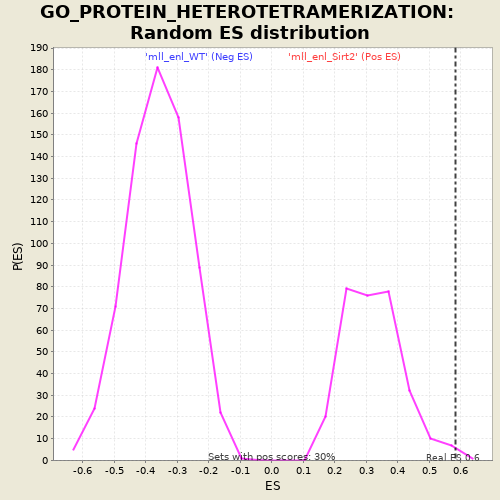 GO_PROTEIN_HETEROTETRAMERIZATION:
Random ES distribution
'mll_enl_WT' (Neg ES)
'mll_enl_Sirt2' (Pos ES)
190
180
170
160
150
140
130
120
110
100
90
80
70
60
50
40
30
20
10
0
P(ES)
Sets with pos scores: 30%
Real ES 0.6
-0.6 -0.5 -0.4 -0.3 -0.2 -0.1 0.0 0.1 0.2 0.3 0.4 0.5 0.6
ES